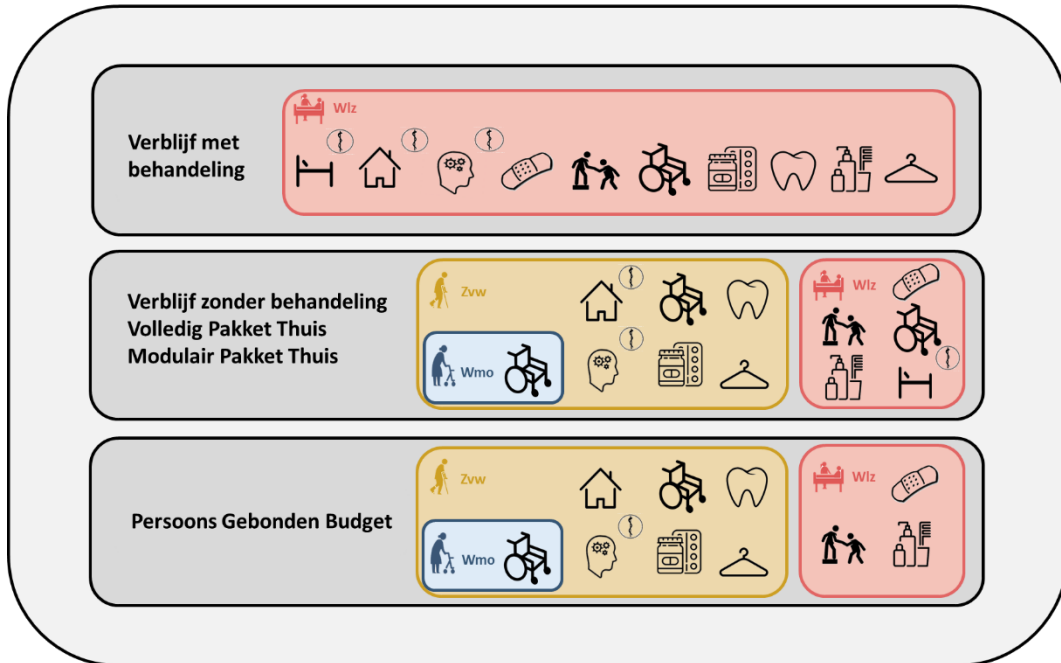 Wlz
Verblijf met
behandeling
Zvw
Wlz
Verblijf zonder behandeling
Volledig Pakket Thuis
Modulair Pakket Thuis
Wmo
Zvw
Wlz
Persoons Gebonden Budget
Wmo